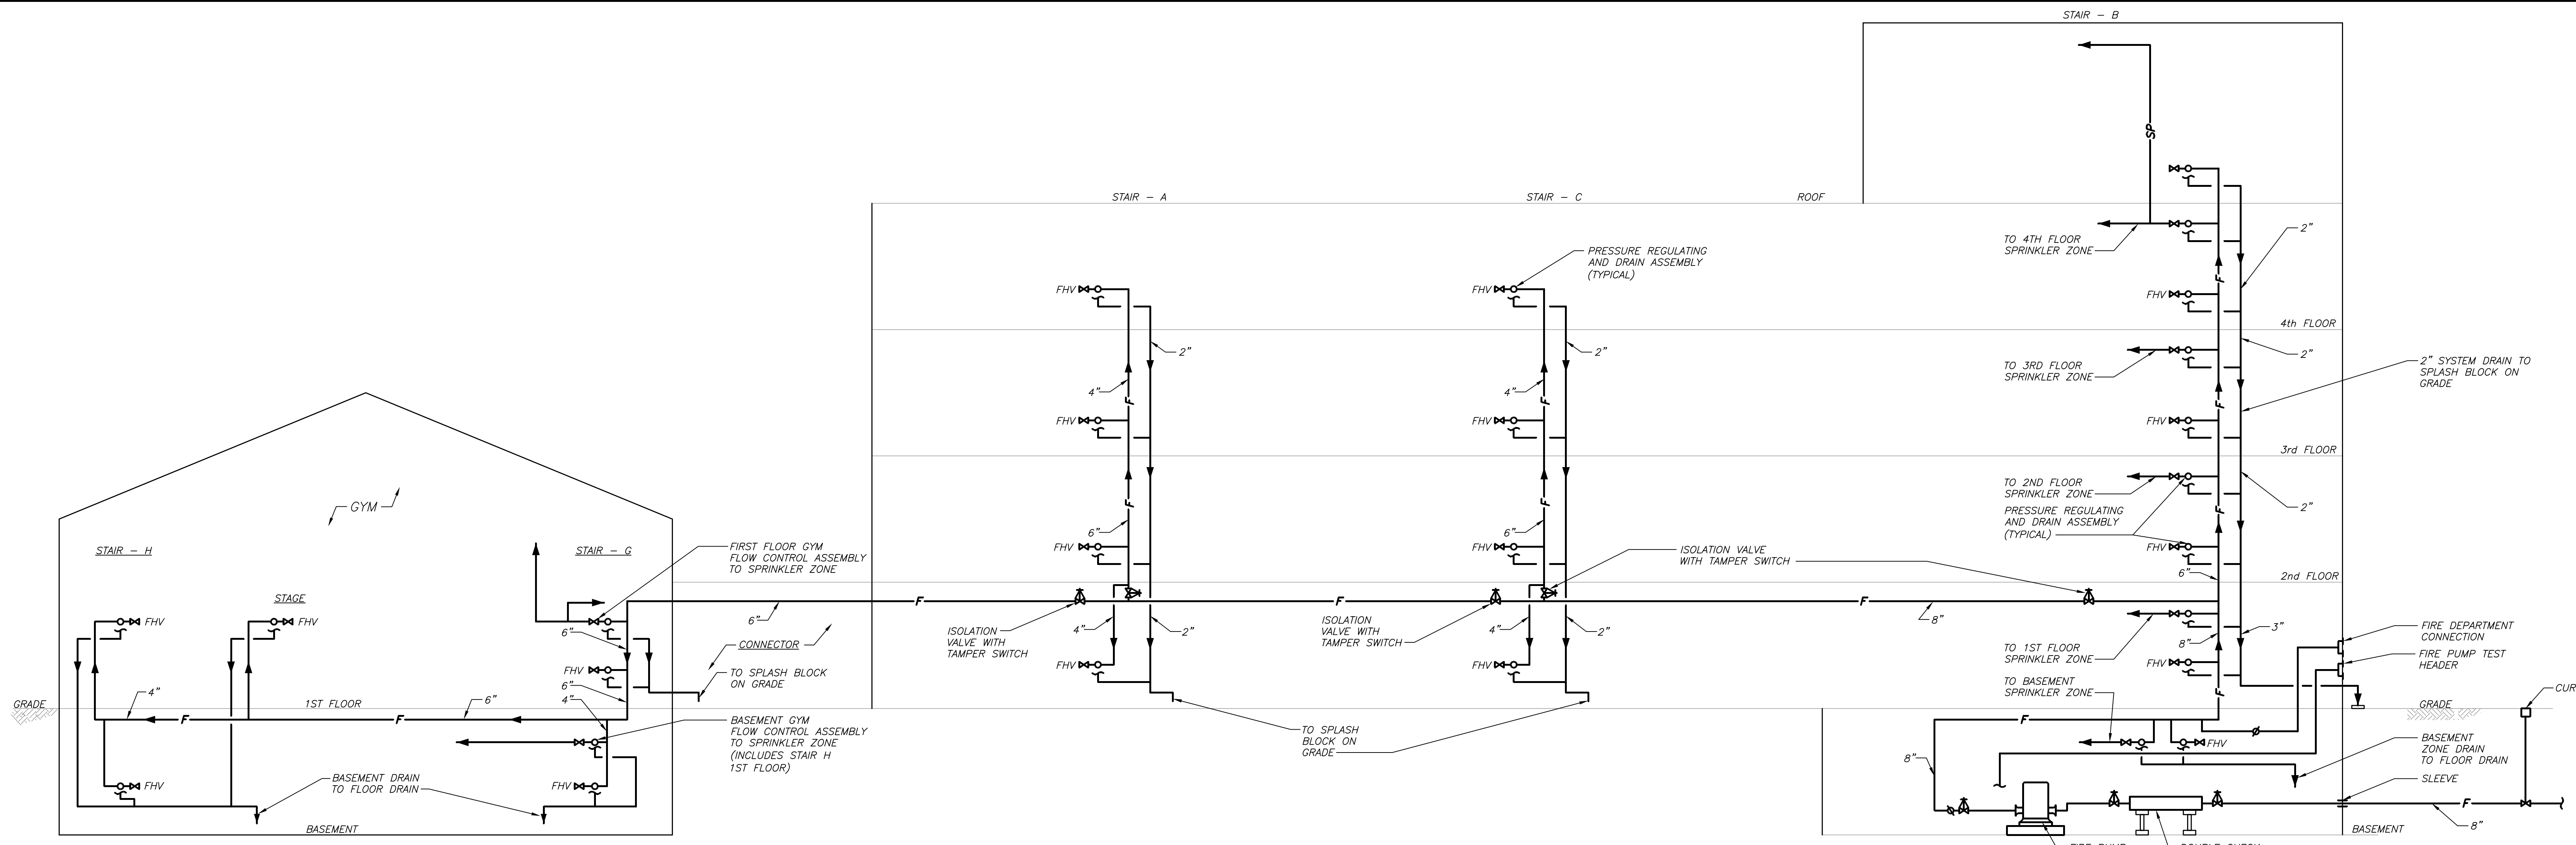 STAIR - B
STAIR - A
STAIR - C
ROOF
SP
TO 4TH FLOOR
SPRINKLER ZONE
2"
PRESSURE REGULATING
AND DRAIN ASSEMBLY
(TYPICAL)
FHV
FHV
FHV
F
4th FLOOR
2"
2"
2"
TO 3RD FLOOR
SPRINKLER ZONE
2" SYSTEM DRAIN TO
SPLASH BLOCK ON
GRADE
4"
4"
F
F
F
FHV
FHV
FHV
3rd FLOOR
TO 2ND FLOOR
SPRINKLER ZONE
2"
PRESSURE REGULATING
AND DRAIN ASSEMBLY
(TYPICAL)
F
F
F
6"
6"
FHV
FHV
FHV
6"
2nd FLOOR
GYM
STAIR - H
STAIR - G
STAGE
FIRST FLOOR GYM
FLOW CONTROL ASSEMBLY
TO SPRINKLER ZONE
ISOLATION VALVE
WITH TAMPER SWITCH
FHV
FHV
6"
6"
F
F
F
8"
ISOLATION
VALVE WITH
TAMPER SWITCH
4"
2"
ISOLATION
VALVE WITH
TAMPER SWITCH
4"
2"
TO 1ST FLOOR
SPRINKLER ZONE
8"
3"
FIRE DEPARTMENT
CONNECTION
FIRE PUMP TEST
HEADER
CONNECTOR
TO SPLASH BLOCK
ON GRADE
FHV
FHV
FHV
FHV
TO BASEMENT
SPRINKLER ZONE
F
6"
4"
GRADE
4"
1ST FLOOR
6"
F
F
BASEMENT GYM
FLOW CONTROL ASSEMBLY
TO SPRINKLER ZONE
(INCLUDES STAIR H
1ST FLOOR)
TO SPLASH
BLOCK ON
GRADE
F
FHV
GRADE
8"
BASEMENT
ZONE DRAIN
TO FLOOR DRAIN
SLEEVE
FHV
BASEMENT DRAIN
TO FLOOR DRAIN
FHV
F
8"
BASEMENT
BASEMENT